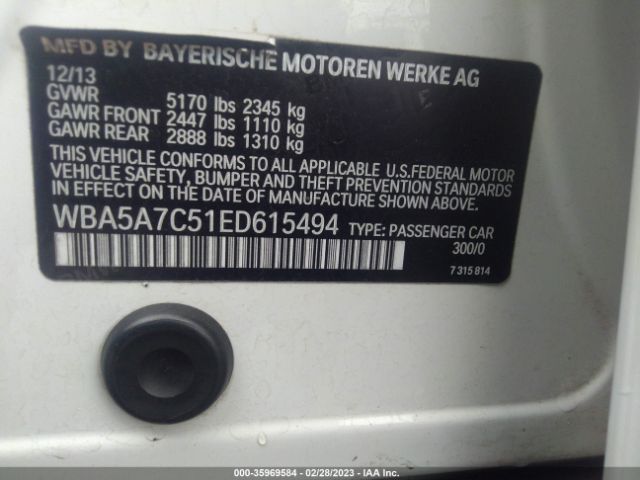 MFD BY BAYERISCHE MOTOREN WERKE AG
12/13
GVWR 5170 lbs 2345 kg
GAWR FRONT 2447 lbs 1110 kg
GAWR REAR 2888 lbs 1310 kg
THIS VEHICLE CONFORMS TO ALL APPLICABLE U.S.FEDERAL MOTOR
VEHICLE SAFETY, BUMPER, AND THEFT PREVENTION STANDARDS
IN EFFECT ON THE DATE OF MANUFACTURE SHOWN ABOVE.
WBA5A7C51ED615494 TYPE: PASSENGER CAR
300/0
7 315 814
000-35969584 - 02/28/2023 - IAA Inc.